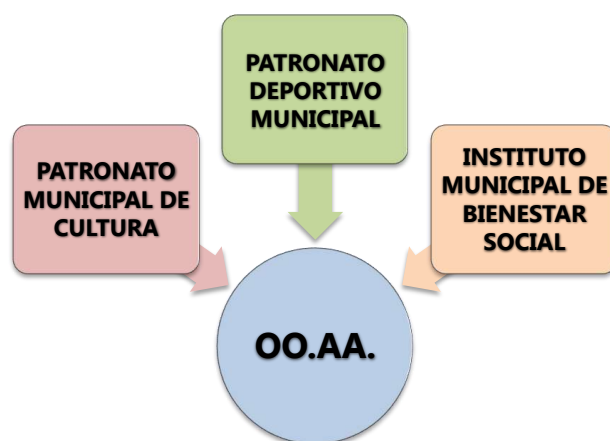 PATRONATO
DEPORTIVO
MUNICIPAL
PATRONATO
MUNICIPAL DE
CULTURA
INSTITUTO
MUNICIPAL DE
BIENESTAR
SOCIAL
OO.AA.